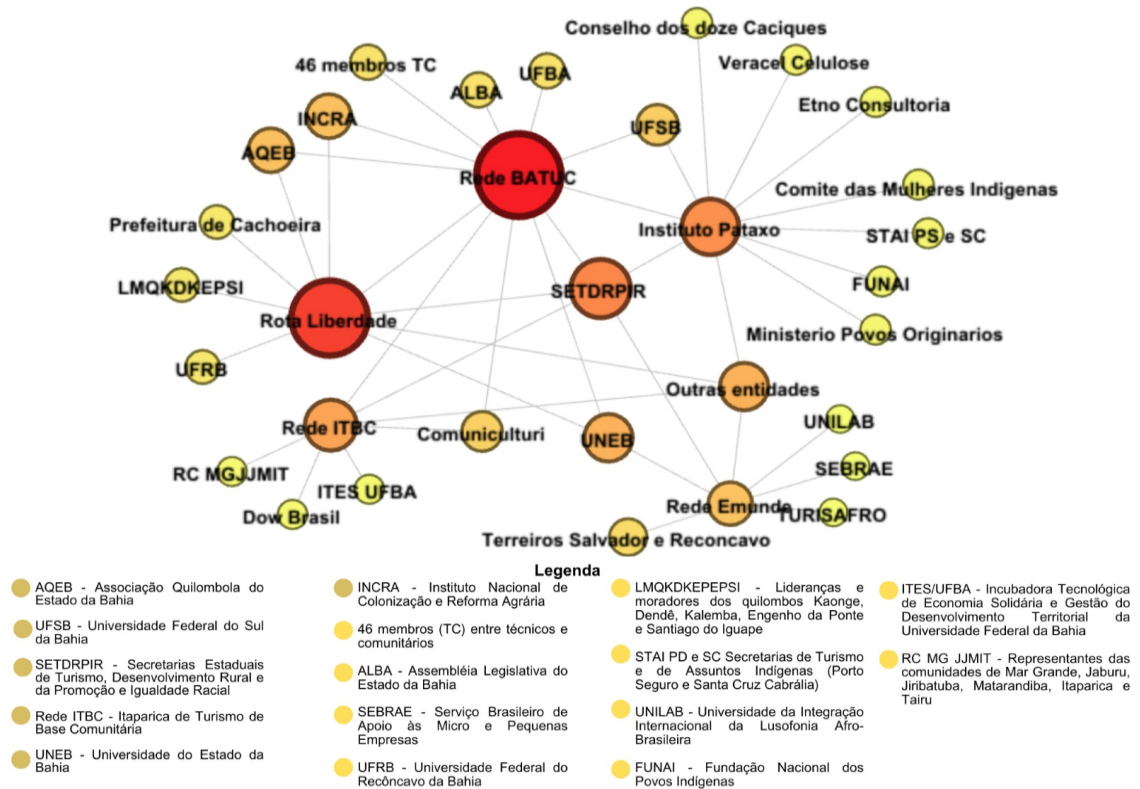 Conselho dos doze Caciques
46 membros TC
UFBA
Veracel Celulose
ALBA
Etno Consultoria
INCRA
UFSB
AQEB
Rede BATUC
Comite das Mulheres Indigenas
Prefeitura de Cachoeira
Instituto Pataxo
STAI PS e SC
LMQKDKEPSI
SETDRPIR
FUNAI
Rota Liberdade
Ministerio Povos Originarios
UFRB
Outras entidades
Rede ITBC
Comuniculturi
UNEB
UNILAB
RC MGJJMIT
SEBRAE
ITES UFBA
Rede Emunde
Dow Brasil
TURISAFRO
Terreiros Salvador e Reconcavo
Legenda
AQEB - Associação Quilombola do
Estado da Bahia
UFSB - Universidade Federal do Sul
da Bahia
SETDRPIR - Secretarias Estaduais
de Turismo, Desenvolvimento Rural e
da Promoção e Igualdade Racial
Rede ITBC - Itaparica de Turismo de
Base Comunitária
UNEB - Universidade do Estado da
Bahia
INCRA - Instituto Nacional de
Colonização e Reforma Agrária
46 membros (TC) entre técnicos e
comunitários
ALBA - Assembléia Legislativa do
Estado da Bahia
SEBRAE - Serviço Brasileiro de
Apoio às Micro e Pequenas
Empresas
UFRB - Universidade Federal do
Recôncavo da Bahia
LMQKDKEPEPSI - Lideranças e
moradores dos quilombos Kaonge,
Dendê, Kalemba, Engenho da Ponte
e Santiago do Iguape
STAI PD e SC Secretarias de Turismo
e de Assuntos Indígenas (Porto
Seguro e Santa Cruz Cabrália)
UNILAB - Universidade da Integração
Internacional da Lusofonia Afro-
Brasileira
FUNAI - Fundação Nacional dos
Povos Indígenas
ITES/UFBA - Incubadora Tecnológica
de Economia Solidária e Gestão do
Desenvolvimento Territorial da
Universidade Federal da Bahia
RC MG JJMIT - Representantes das
comunidades de Mar Grande, Jaburu,
Jiribatuba, Matarandiba, Itaparica e
Tairu